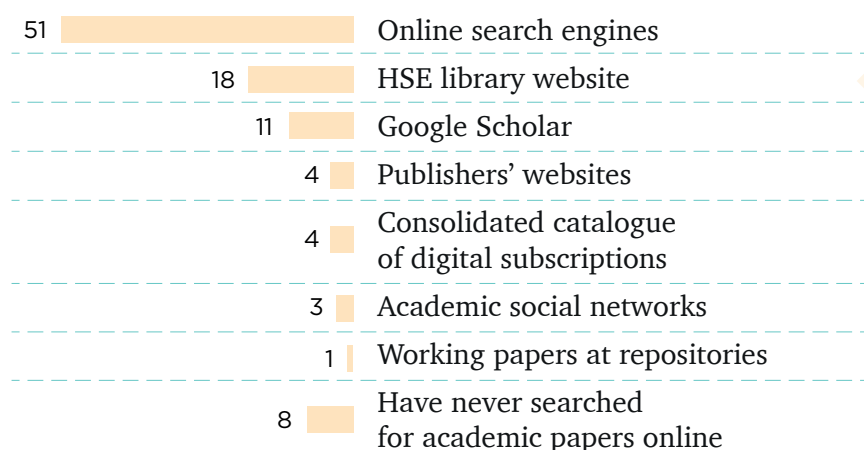 51 Online search engines
18 HSE library website
11 Google Scholar
4 Publishers’ websites
4 Consolidated catalogue
of digital subscriptions
3 Academic social networks
1 Working papers at repositories
8 Have never searched
for academic papers online